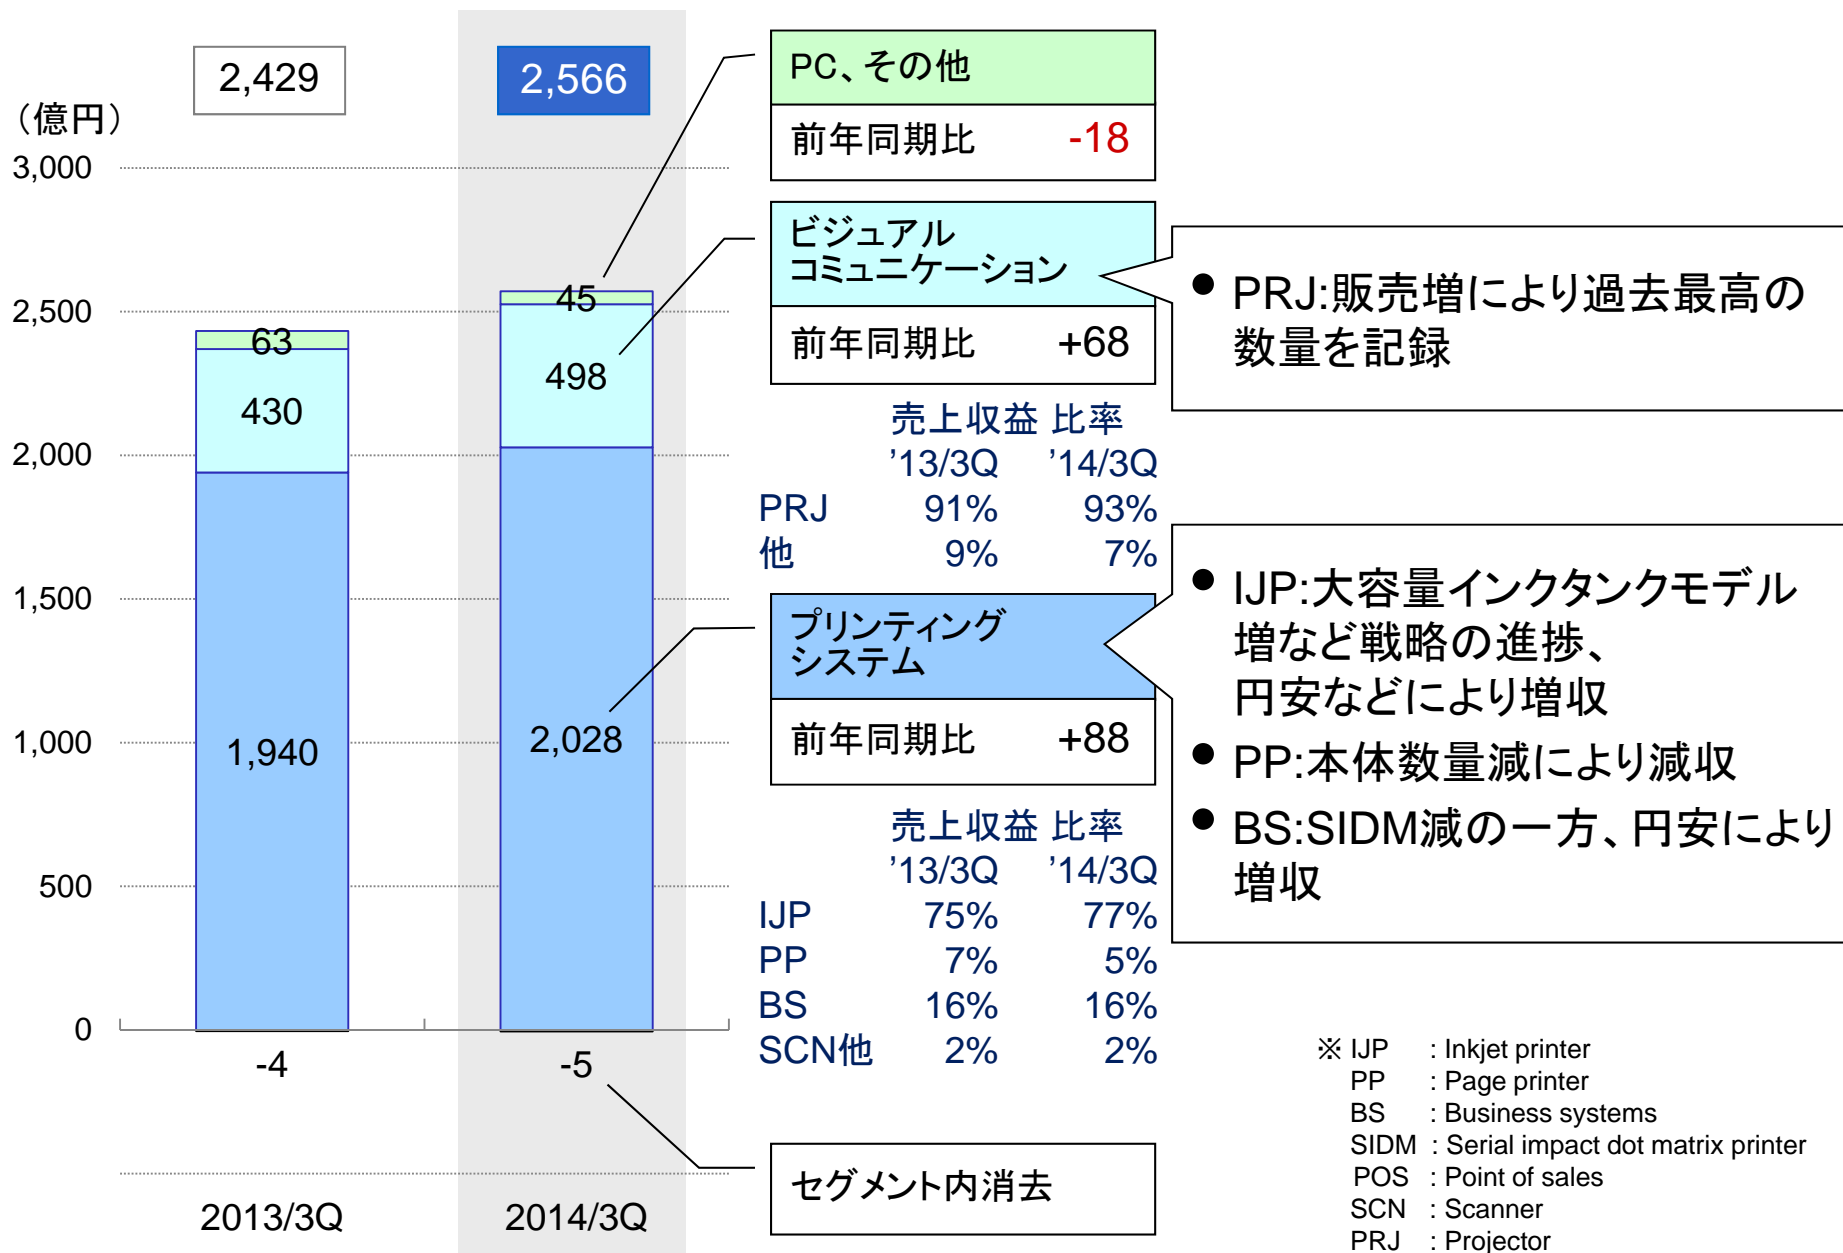 2,429
2,566
（億円）
3,000
2,500
2,000
1,500
1,000
500
0
63
430
1,940
-4
45
498
2,028
-5
2013/3Q
2014/3Q
PC、その他
前年同期比 -18
ビジュアル
コミュニケーション
前年同期比 +68
売上収益 比率
’13/3Q ’14/3Q
PRJ 91% 93%
他 9% 7%
プリンティング
システム
前年同期比 +88
売上収益 比率
’13/3Q ’14/3Q
IJP 75% 77%
PP 7% 5%
BS 16% 16%
SCN他 2% 2%
セグメント内消去
● PRJ:販売増により過去最高の
数量を記録
● IJP:大容量インクタンクモデル
増など戦略の進捗、
円安などにより増収
● PP:本体数量減により減収
● BS:SIDM減の一方、円安により
増収
※ IJP : Inkjet printer
PP : Page printer
BS : Business systems
SIDM : Serial impact dot matrix printer
POS : Point of sales
SCN : Scanner
PRJ : Projector